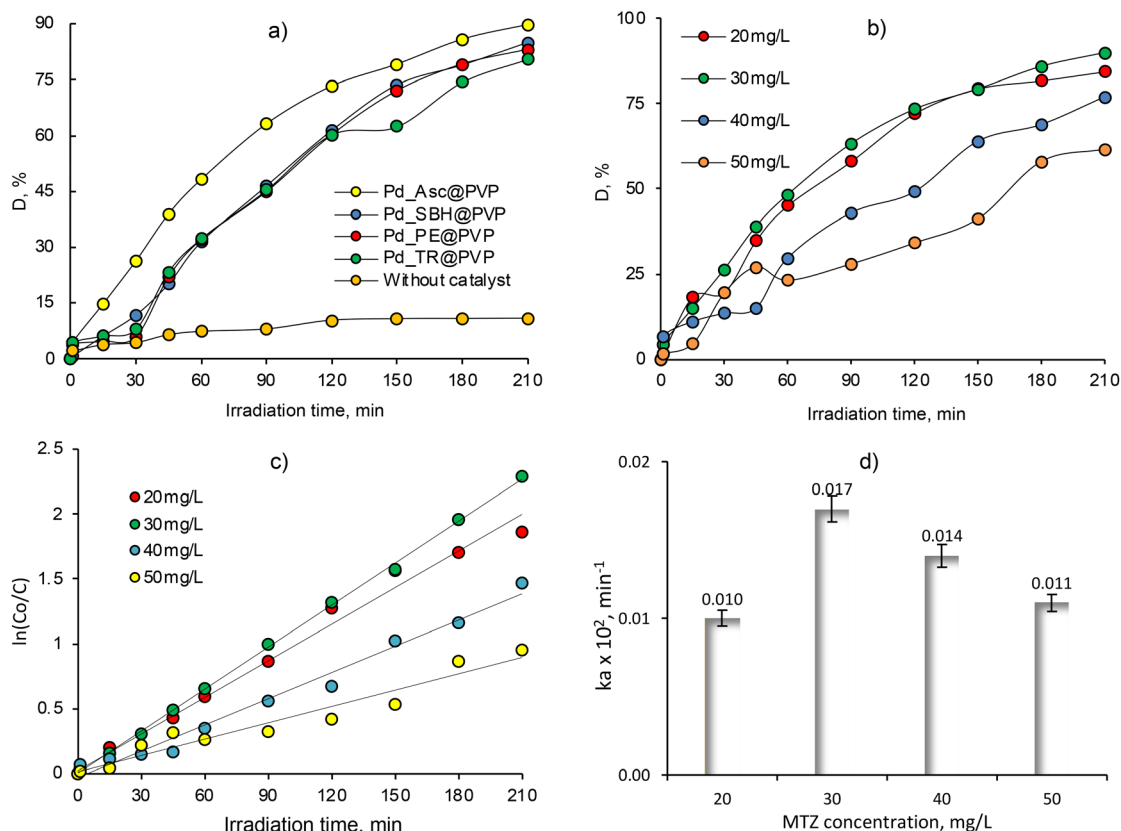 a)
D, %
90
75
60
45
30
15
0
Pd_Asc@PVP
Pd_SBH@PVP
Pd_PE@PVP
Pd_TR@PVP
Without catalyst
0 30 60 90 120 150 180 210
Irradiation time, min
b)
D, %
100
75
50
25
0
20mg/L
30mg/L
40mg/L
50mg/L
0 30 60 90 120 150 180 210
Irradiation time, min
c)
ln(Co/C)
2.5
2
1.5
1
0.5
0
20mg/L
30mg/L
40mg/L
50mg/L
0 30 60 90 120 150 180 210
Irradiation time, min
d)
ka x 10², min⁻¹
0.02
0.01
0.00
0.010
0.017
0.014
0.011
20 30 40 50
MTZ concentration, mg/L